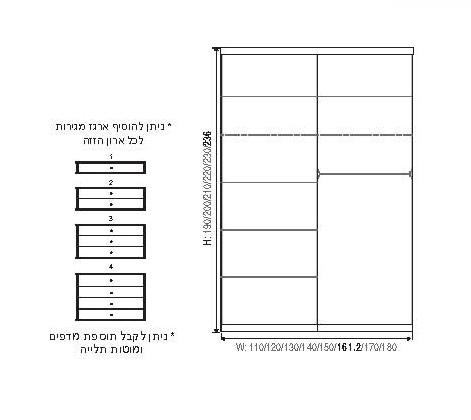 * ניתן להוסיף ארגז מגירות
לכל ארון הזזה
1
2
3
4
* ניתן לקבל תוספת מדפים
ומוטות תלייה
H: 190/200/210/220/230/236
W: 110/120/130/140/150/161.2/170/180